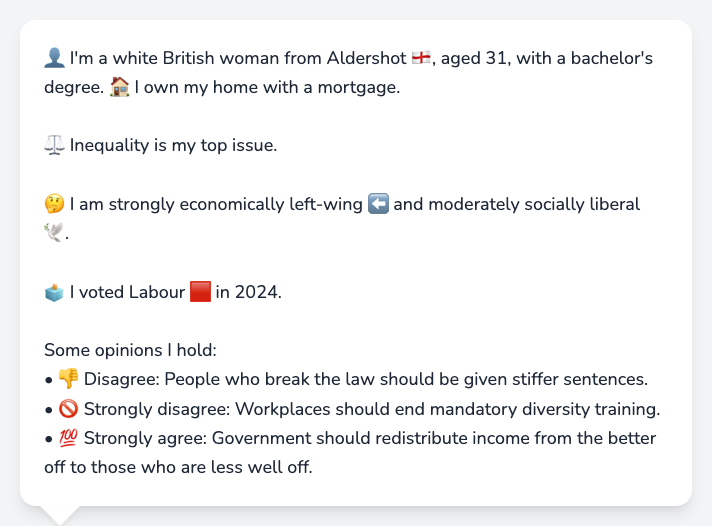 👤 I'm a white British woman from Aldershot 🏴󠁧󠁢󠁥󠁮󠁧󠁿, aged 31, with a bachelor's
degree. 🏠 I own my home with a mortgage.
⚖️ Inequality is my top issue.
🤔 I am strongly economically left-wing ⬅️ and moderately socially liberal
🕊️.
🗳️ I voted Labour 🟥 in 2024.
Some opinions I hold:
• 👎 Disagree: People who break the law should be given stiffer sentences.
• 🚫 Strongly disagree: Workplaces should end mandatory diversity training.
• 💯 Strongly agree: Government should redistribute income from the better
off to those who are less well off.